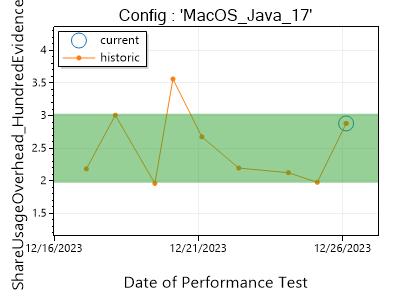 Config : 'MacOS_Java_17'
current
historic
ShareUsageOverhead_HundredEvidence
4
3.5
3
2.5
2
1.5
12/16/2023
12/21/2023
12/26/2023
Date of Performance Test